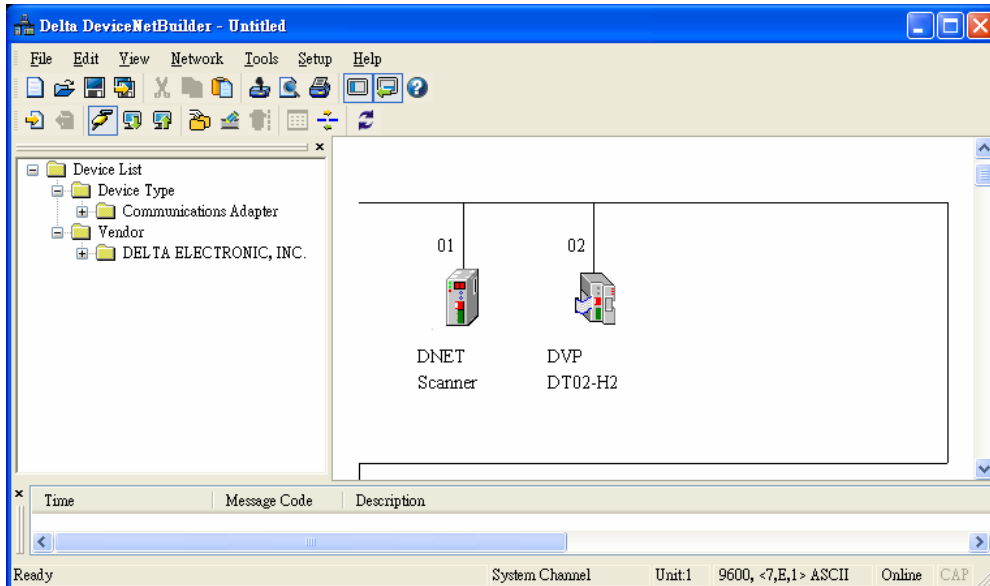 Delta DeviceNetBuilder - Untitled
File Edit View Network Tools Setup Help
Device List
Device Type
Communications Adapter
Vendor
DELTA ELECTRONIC, INC.
01 02
DNET Scanner
DVP DT02-H2
Time Message Code Description
Ready System Channel Unit:1 9600, <7,E,1> ASCII Online CAP